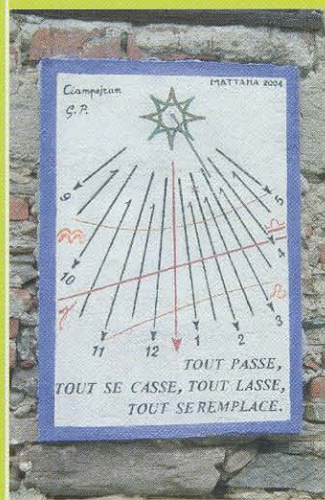 Ciampejrun
G.P.
MATTANA 2004
9
10
11
12
1
2
3
4
5
TOUT PASSE,
TOUT SE CASSE, TOUT LASSE,
TOUT SE REMPLACE.